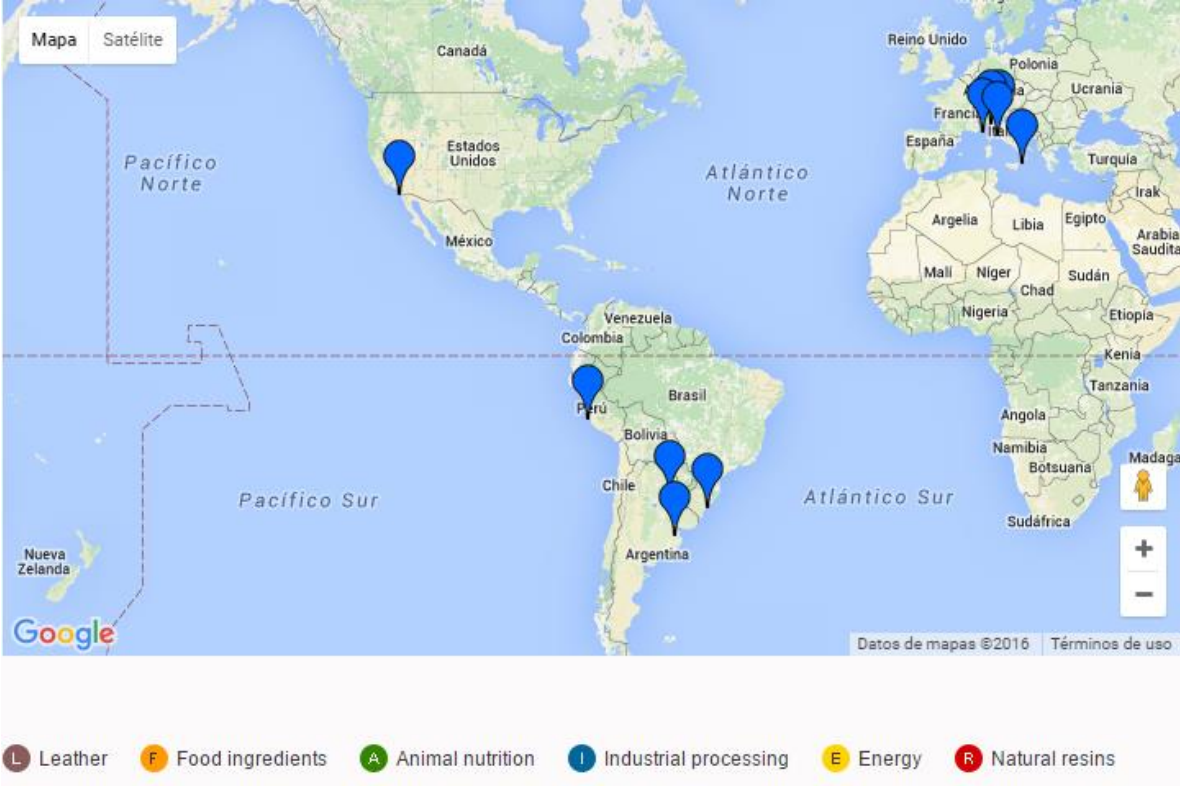 Mapa
Satélite
Canadá
Reino Unido
Polonia
Ucrania
Francia
España
Turquía
Irak
Estados
Unidos
Pacífico
Norte
Atlántico
Norte
Argelia
Libia
Egipto
Arabia
Saudita
México
Malí
Níger
Chad
Sudán
Nigeria
Etiopía
Venezuela
Colombia
Kenia
Tanzania
Perú
Brasil
Angola
Bolivia
Namibia
Botsuana
Madaga
Chile
Pacífico Sur
Atlántico Sur
Sudáfrica
Argentina
Nueva
Zelanda
Google
Datos de mapas ©2016
Términos de uso
L Leather
F Food ingredients
A Animal nutrition
I Industrial processing
E Energy
R Natural resins